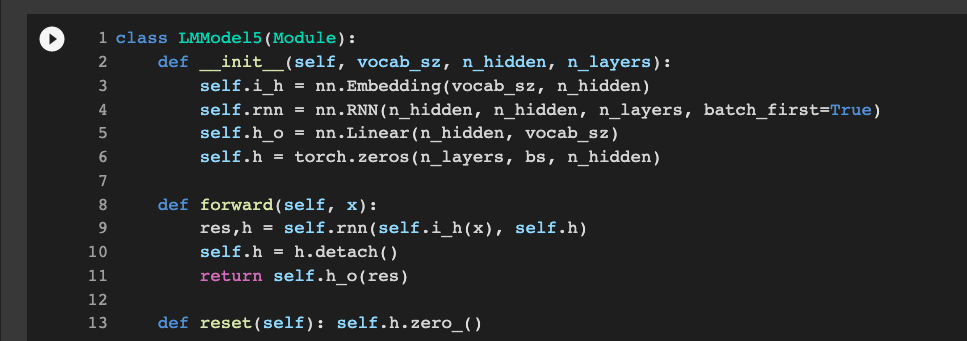 1 class LMModel5(Module):
2     def __init__(self, vocab_sz, n_hidden, n_layers):
3         self.i_h = nn.Embedding(vocab_sz, n_hidden)
4         self.rnn = nn.RNN(n_hidden, n_hidden, n_layers, batch_first=True)
5         self.h_o = nn.Linear(n_hidden, vocab_sz)
6         self.h = torch.zeros(n_layers, bs, n_hidden)
7
8     def forward(self, x):
9         res,h = self.rnn(self.i_h(x), self.h)
10         self.h = h.detach()
11         return self.h_o(res)
12
13     def reset(self): self.h.zero_()